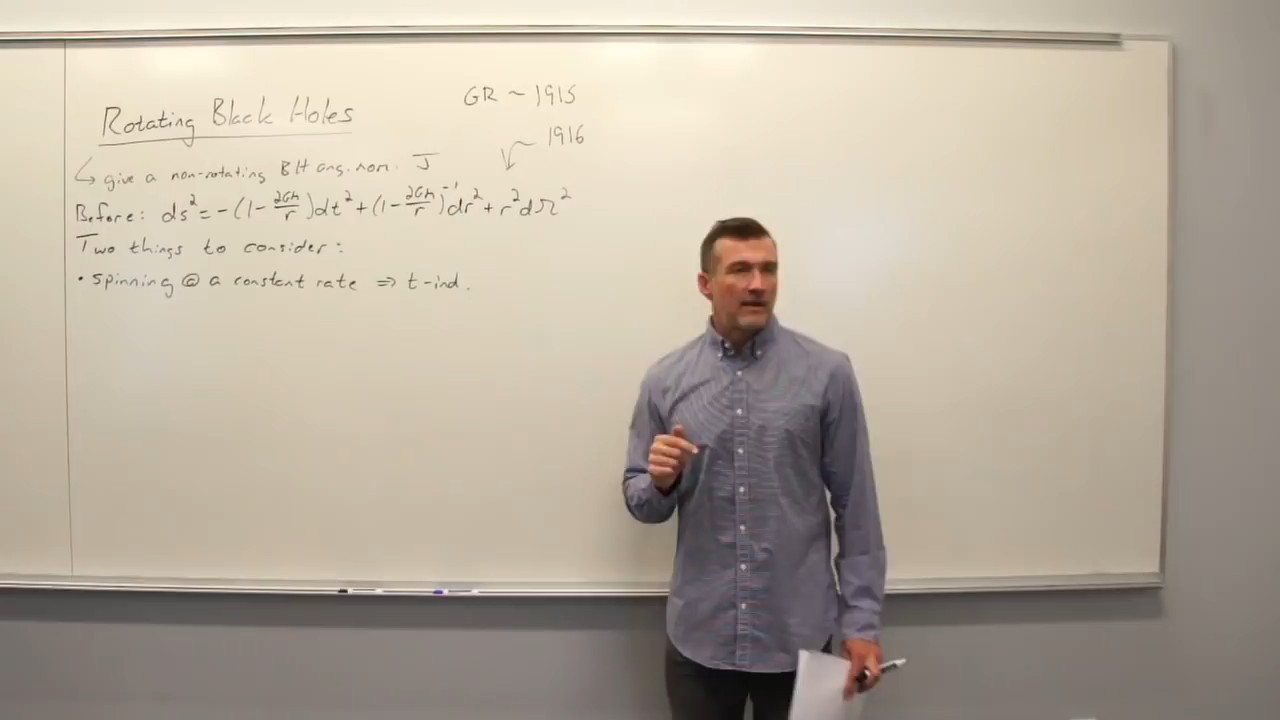 Rotating Black Holes
GR ~ 1915
1916
↳ give a non-rotating BH ang. mom. J
Before: ds² = -(1 - 2GM/r)dt² + (1 - 2GM/r)⁻¹dr² + r²dΩ²
Two things to consider:
• spinning @ a constant rate ⇒ t-ind.